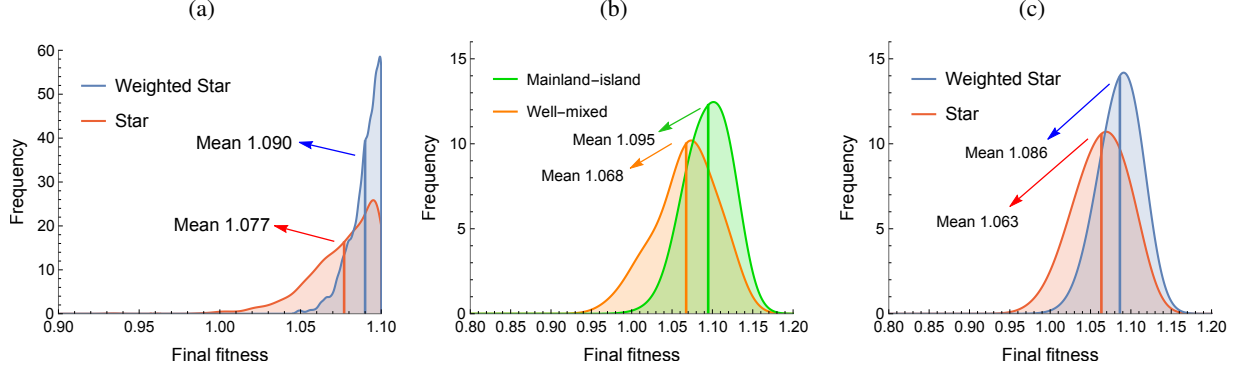 (a)
Frequency
60
50
40
30
20
10
0
Weighted Star
Star
Mean 1.090
Mean 1.077
0.90 0.95 1.00 1.05 1.10
Final fitness
(b)
Frequency
15
10
5
0
Mainland-island
Well-mixed
Mean 1.095
Mean 1.068
0.80 0.85 0.90 0.95 1.00 1.05 1.10 1.15 1.20
Final fitness
(c)
Frequency
15
10
5
0
Weighted Star
Star
Mean 1.086
Mean 1.063
0.80 0.85 0.90 0.95 1.00 1.05 1.10 1.15 1.20
Final fitness